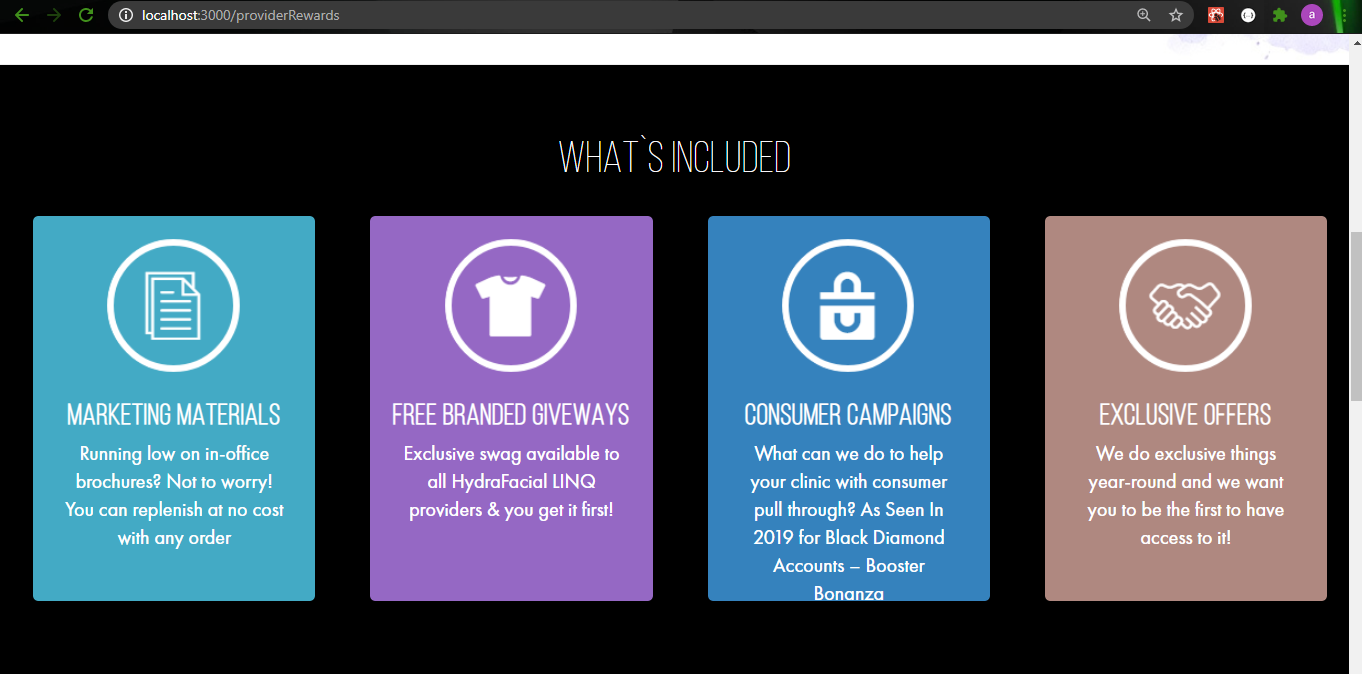 localhost:3000/providerRewards
a
WHAT`S INCLUDED
MARKETING MATERIALS
Running low on in-office
brochures? Not to worry!
You can replenish at no cost
with any order
FREE BRANDED GIVEWAYS
Exclusive swag available to
all HydraFacial LINQ
providers & you get it first!
CONSUMER CAMPAIGNS
What can we do to help
your clinic with consumer
pull through? As Seen In
2019 for Black Diamond
Accounts – Booster
Bonanza
EXCLUSIVE OFFERS
We do exclusive things
year-round and we want
you to be the first to have
access to it!